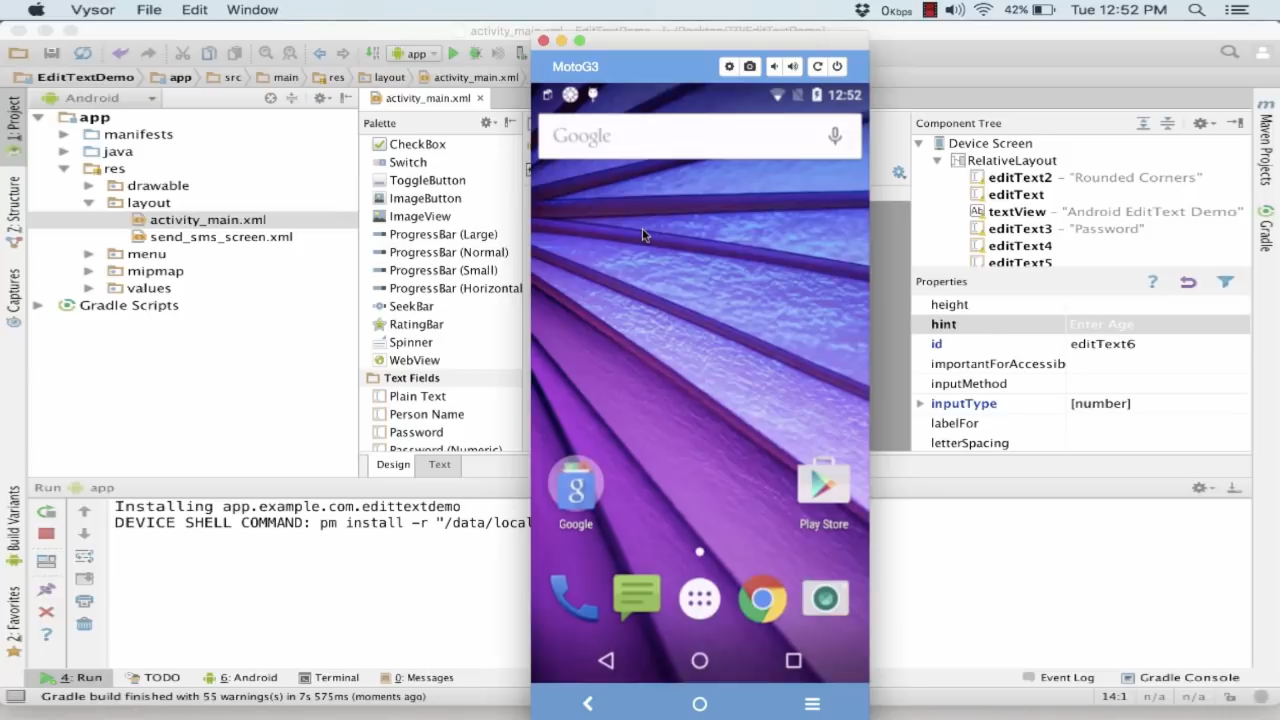 Vysor File Edit Window 0Kbps 42% Tue 12:52 PM
MotoG3
app
EditTextDemo app src main res layout activity_main.xml
Android
activity_main.xml
1: Project
Z: Structure
Captures
Build Variants
2: Favorites
app
manifests
java
res
drawable
layout
activity_main.xml
send_sms_screen.xml
menu
mipmap
values
Gradle Scripts
Palette
CheckBox
Switch
ToggleButton
ImageButton
ImageView
ProgressBar (Large)
ProgressBar (Normal)
ProgressBar (Small)
ProgressBar (Horizonta
SeekBar
RatingBar
Spinner
WebView
Text Fields
Plain Text
Person Name
Password
Password (Numeric)
Design Text
12:52
Google
Google
Play Store
Component Tree
Device Screen
RelativeLayout
editText2 – "Rounded Corners"
editText
textView – "Android EditText Demo"
editText3 – "Password"
editText4
editText5
Properties
height
hint Enter Age
id editText6
importantForAccessib
inputMethod
inputType [number]
labelFor
letterSpacing
Maven Projects
Gradle
Run app
Installing app.example.com.edittextdemo
DEVICE SHELL COMMAND: pm install -r "/data/local
4: Run TODO 6: Android Terminal 0: Messages Event Log Gradle Console
Gradle build finished with 55 warnings(s) in 7s 575ms (moments ago) 14:1 n/a n/a